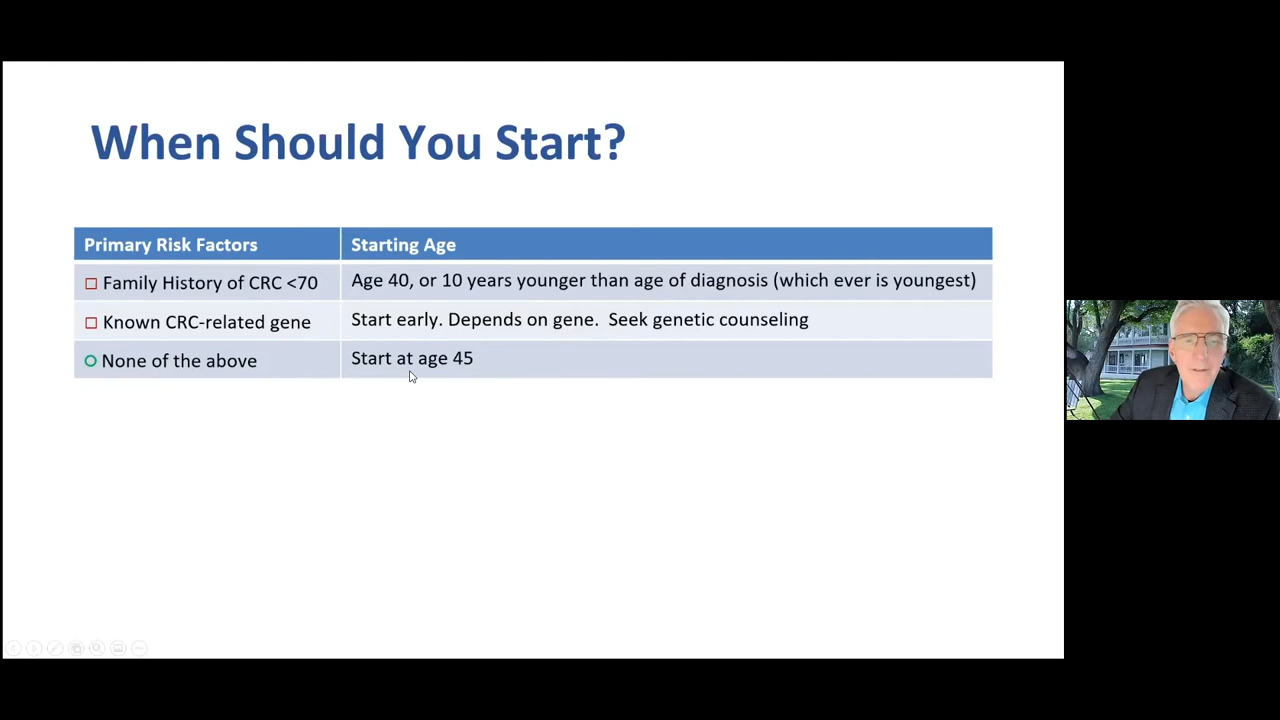 When Should You Start?
Primary Risk Factors Starting Age
Family History of CRC <70 Age 40, or 10 years younger than age of diagnosis (which ever is youngest)
Known CRC-related gene Start early. Depends on gene. Seek genetic counseling
None of the above Start at age 45